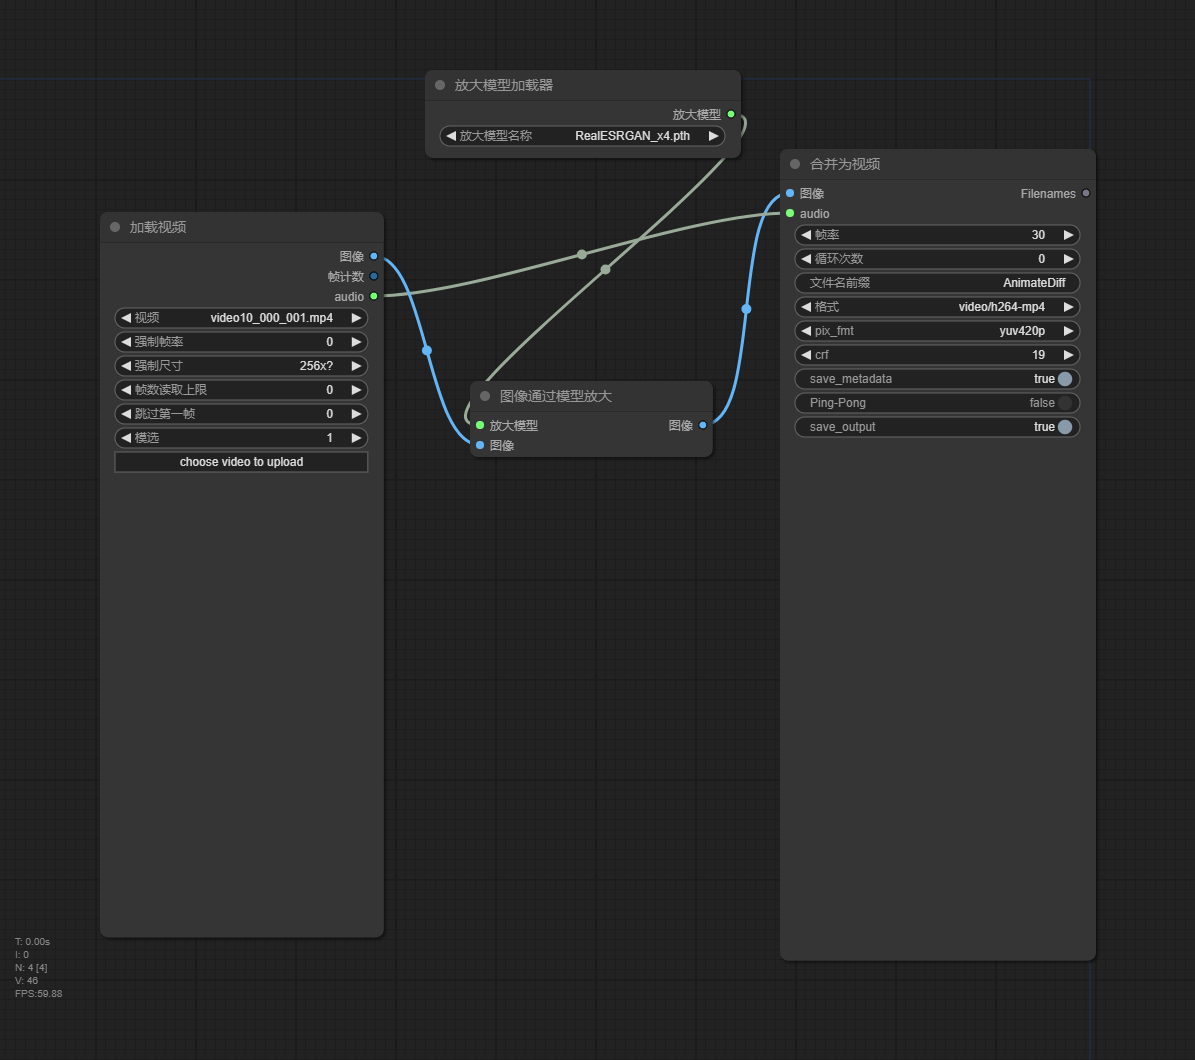 放大模型加载器
放大模型
放大模型名称 RealESRGAN_x4.pth
加载视频
图像
帧计数
audio
视频 video10_000_001.mp4
强制帧率 0
强制尺寸 256x?
帧数读取上限 0
跳过第一帧 0
模选 1
choose video to upload
图像通过模型放大
放大模型 图像
图像
合并为视频
图像 Filenames
audio
帧率 30
循环次数 0
文件名前缀 AnimateDiff
格式 video/h264-mp4
pix_fmt yuv420p
crf 19
save_metadata true
Ping-Pong false
save_output true
T: 0.00s
I: 0
N: 4 [4]
V: 46
FPS:59.88